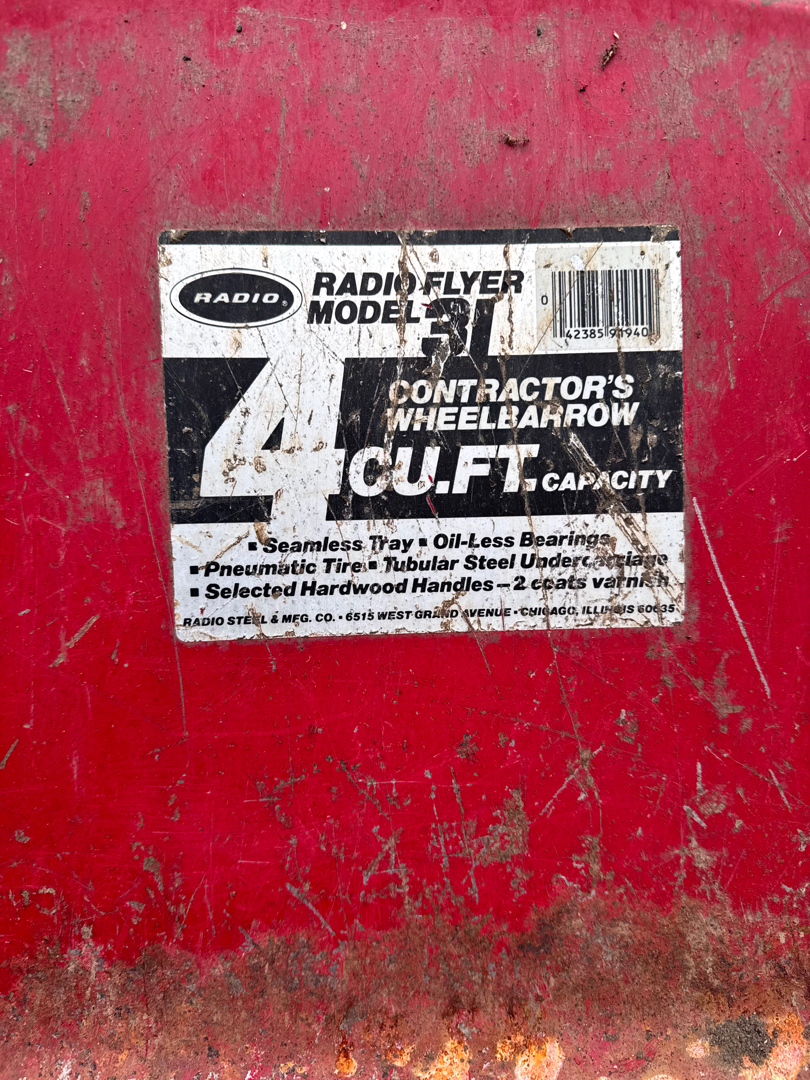 RADIO®
RADIO FLYER
MODEL 31
0 42385 91940
4 CU.FT. CAPACITY
CONTRACTOR'S
WHEELBARROW
▪ Seamless Tray ▪ Oil-Less Bearings
▪ Pneumatic Tire ▪ Tubular Steel Undercarriage
▪ Selected Hardwood Handles – 2 coats varnish
RADIO STEEL & MFG. CO. ▪ 6515 WEST GRAND AVENUE ▪ CHICAGO, ILLINOIS 60635